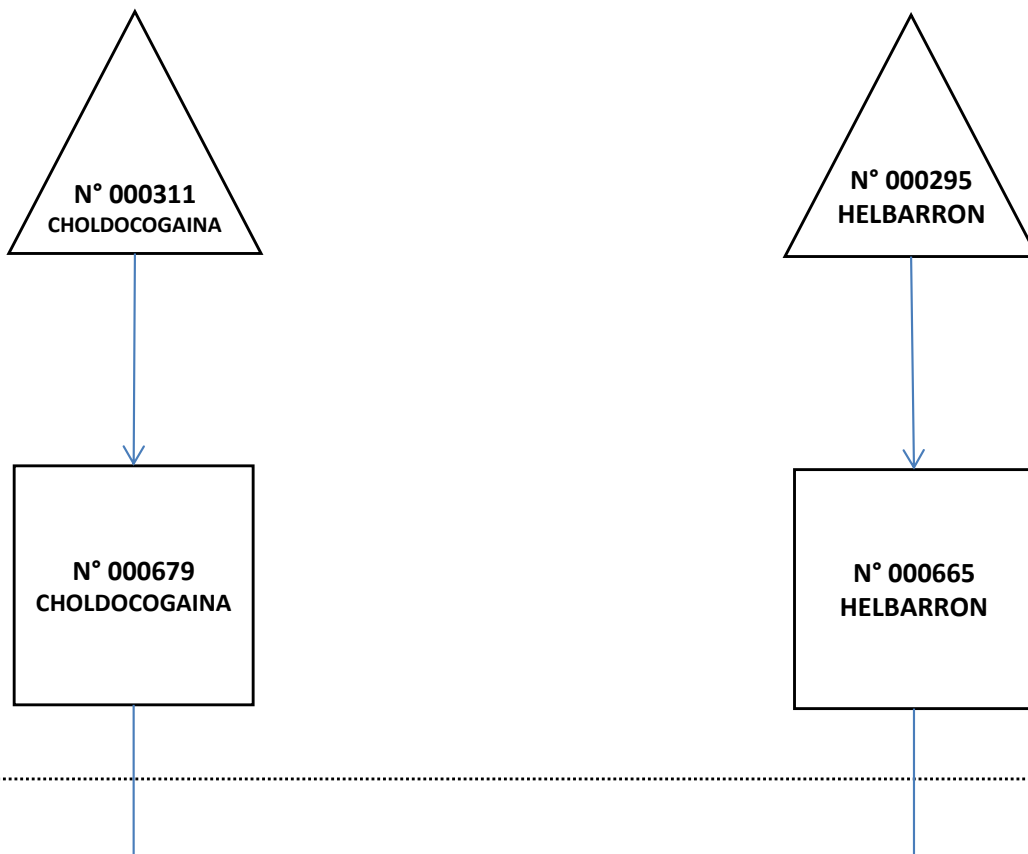 N° 000311
CHOLDOCOGAINA
N° 000295
HELBARRON
N° 000679
CHOLDOCOGAINA
N° 000665
HELBARRON